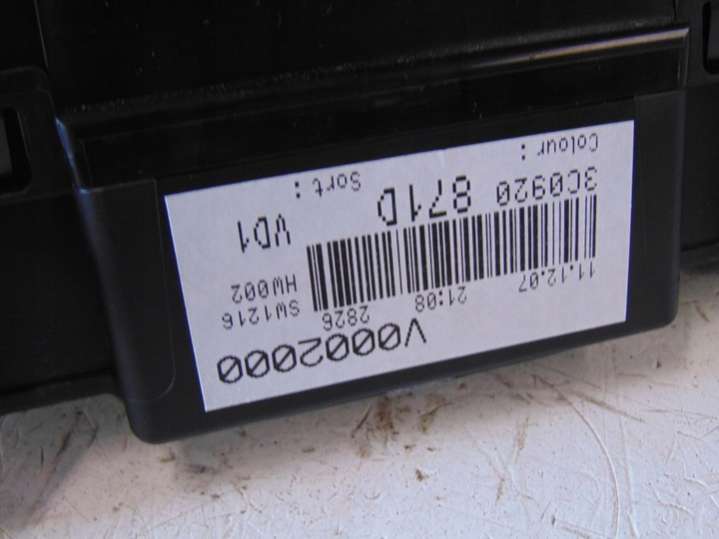 V0002000
11.12.07 21:08 2826 SW1216
HW002
3C0920 871D VD1
Colour : Sort :